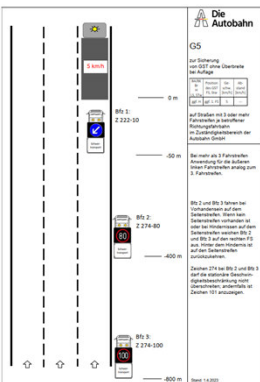 Die
Autobahn
G5
zur Sicherung
von GST ohne Überbreite
bei Auflage
auf Straßen mit 3 oder mehr
Fahrstreifen je betroffener
Richtungsfahrbahn
im Zuständigkeitsbereich der
Autobahn GmbH
5 km/h
0 m
Bfz 1:
Z 222-10
-50 m
Bei mehr als 3 Fahrstreifen
Anwendung für die äußeren
linken Fahrstreifen analog zum
3. Fahrstreifen.
Bfz 2:
Z 274-80
80
-400 m
Bfz 2 und Bfz 3 fahren bei
Vorhandensein auf dem
Seitenstreifen. Wenn kein
Seitenstreifen vorhanden ist
oder bei Hindernissen auf dem
Seitenstreifen weichen Bfz 2
und Bfz 3 auf den rechten FS
aus. Hinter dem Hindernis ist
auf den Seitenstreifen
zurückzukehren.
Zeichen 274 bei Bfz 2 und Bfz 3
darf die stationäre Geschwin-
digkeitsbeschränkung nicht
überschreiten; andernfalls ist
Zeichen 101 anzuzeigen.
Bfz 3:
Z 274-100
100
-800 m